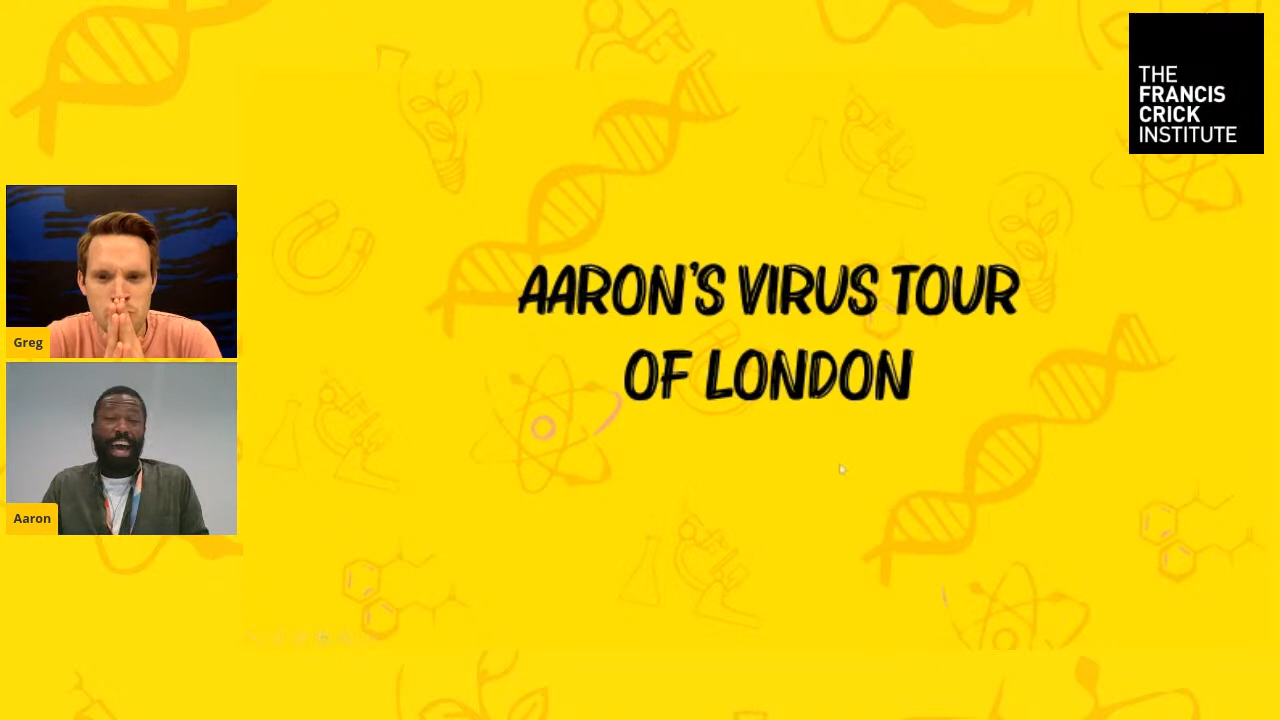 THE
FRANCIS
CRICK
INSTITUTE
Greg
Aaron
AARON'S VIRUS TOUR
OF LONDON